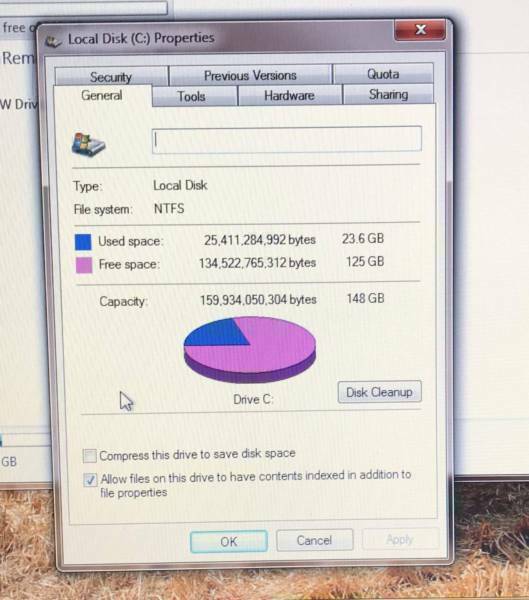 free o
Local Disk (C:) Properties
Rem
Security
Previous Versions
Quota
General
Tools
Hardware
Sharing
W Driv
Type: Local Disk
File system: NTFS
Used space: 25,411,284,992 bytes 23.6 GB
Free space: 134,522,765,312 bytes 125 GB
Capacity: 159,934,050,304 bytes 148 GB
Drive C:
Disk Cleanup
Compress this drive to save disk space
GB
Allow files on this drive to have contents indexed in addition to
file properties
OK
Cancel
Apply